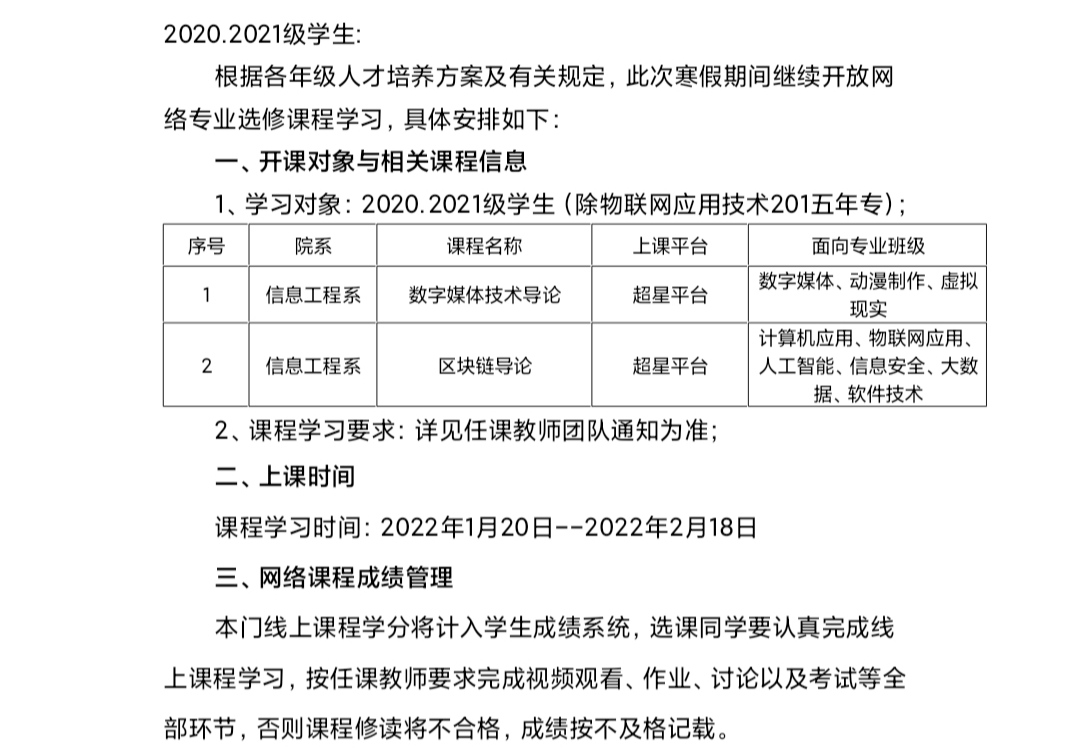 2020.2021级学生:
根据各年级人才培养方案及有关规定，此次寒假期间继续开放网
络专业选修课程学习，具体安排如下：
一、开课对象与相关课程信息
1、学习对象：2020.2021级学生（除物联网应用技术201五年专）；
序号 院系 课程名称 上课平台 面向专业班级
1 信息工程系 数字媒体技术导论 超星平台 数字媒体、动漫制作、虚拟
现实
2 信息工程系 区块链导论 超星平台 计算机应用、物联网应用、
人工智能、信息安全、大数
据、软件技术
2、课程学习要求：详见任课教师团队通知为准；
二、上课时间
课程学习时间：2022年1月20日--2022年2月18日
三、网络课程成绩管理
本门线上课程学分将计入学生成绩系统，选课同学要认真完成线
上课程学习，按任课教师要求完成视频观看、作业、讨论以及考试等全
部环节，否则课程修读将不合格，成绩按不及格记载。